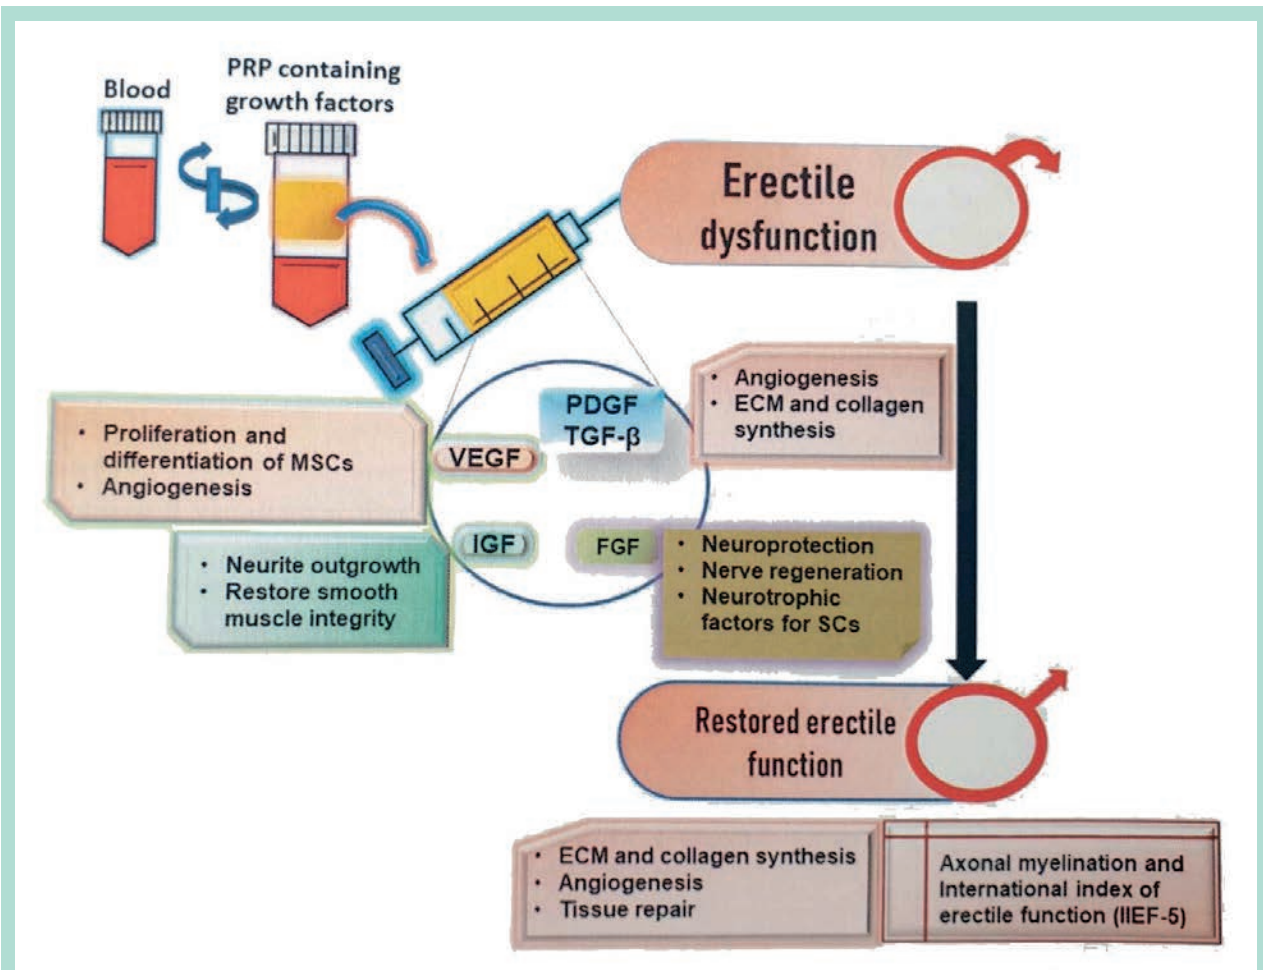 Blood
PRP containing
growth factors
Erectile
dysfunction
• Angiogenesis
• ECM and collagen
synthesis
PDGF
TGF-β
• Proliferation and
differentiation of MSCs
• Angiogenesis
VEGF
IGF
FGF
• Neurite outgrowth
• Restore smooth
muscle integrity
• Neuroprotection
• Nerve regeneration
• Neurotrophic
factors for SCs
Restored erectile
function
• ECM and collagen synthesis
• Angiogenesis
• Tissue repair
Axonal myelination and
International index of
erectile function (IIEF-5)